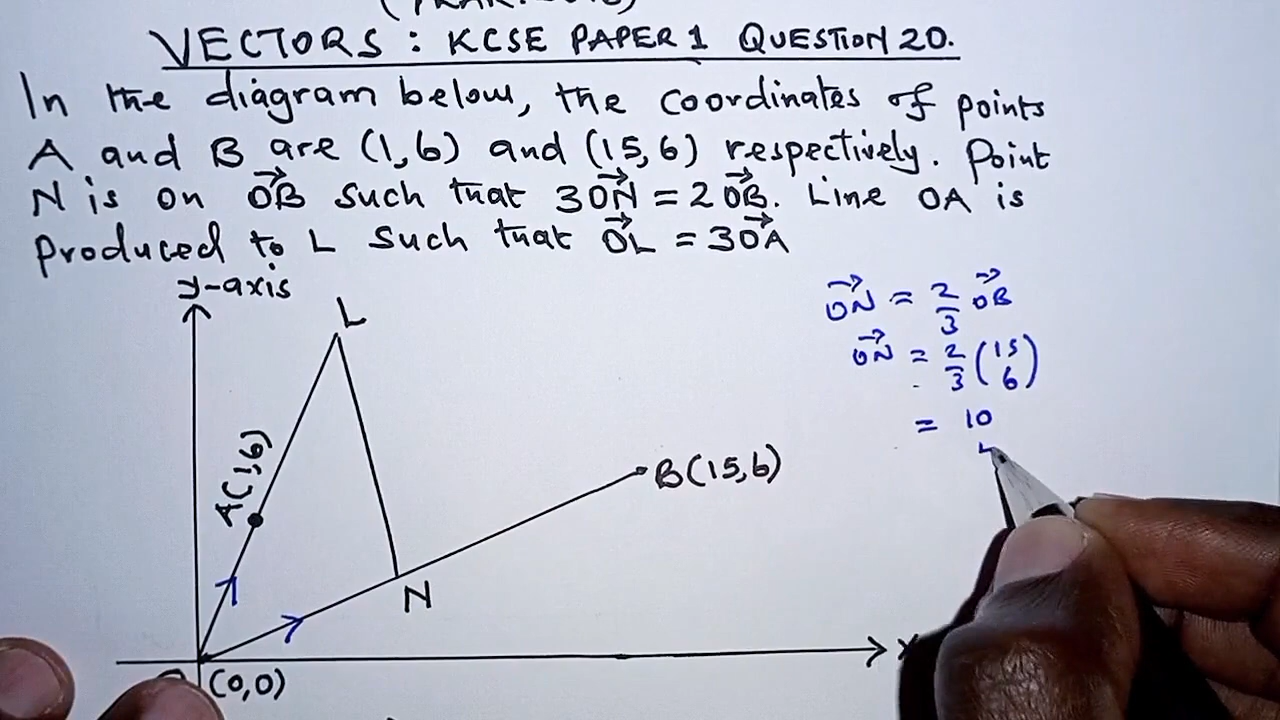 VECTORS : KCSE PAPER 1 QUESTION 20.
In the diagram below, the coordinates of points
A and B are (1,6) and (15,6) respectively. Point
N is on OB such that 3ON = 2OB. Line OA is
produced to L such that OL = 3OA
y-axis
L
A(1,6)
B(15,6)
N
(0,0)
ON = 2/3 OB
ON = 2/3 (15
6)
= 10